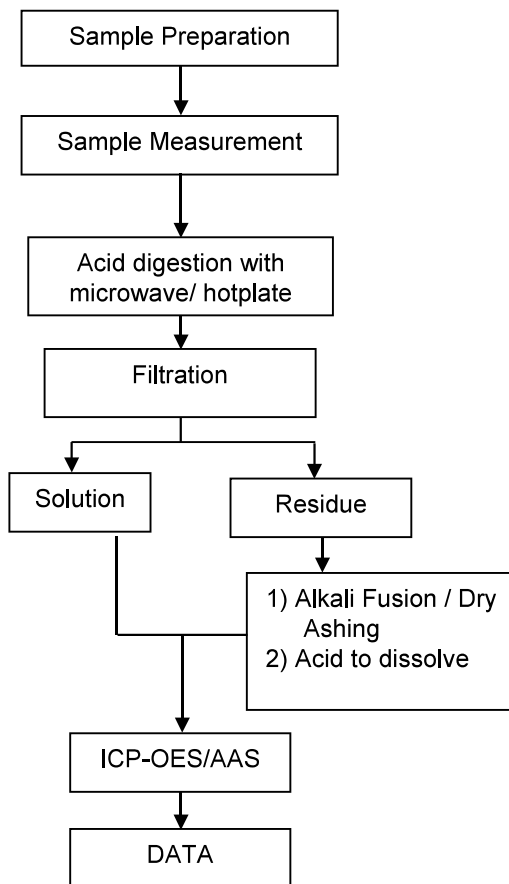 Sample Preparation
Sample Measurement
Acid digestion with
microwave/ hotplate
Filtration
Solution
Residue
1) Alkali Fusion / Dry
Ashing
2) Acid to dissolve
ICP-OES/AAS
DATA